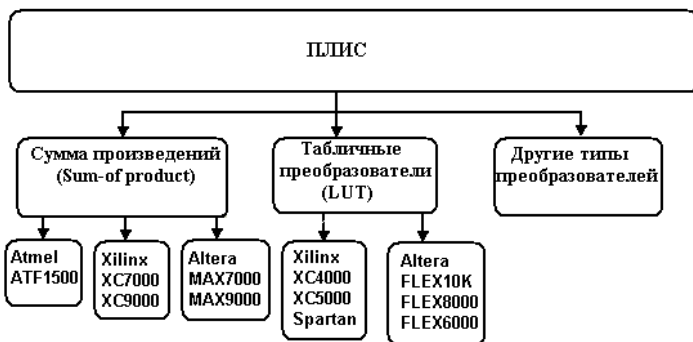 ПЛИС
Сумма произведений
(Sum-of product)
Табличные
преобразователи
(LUT)
Другие типы
преобразователей
Atmel
ATF1500
Xilinx
XC7000
XC9000
Altera
MAX7000
MAX9000
Xilinx
XC4000
XC5000
Spartan
Altera
FLEX10K
FLEX8000
FLEX6000